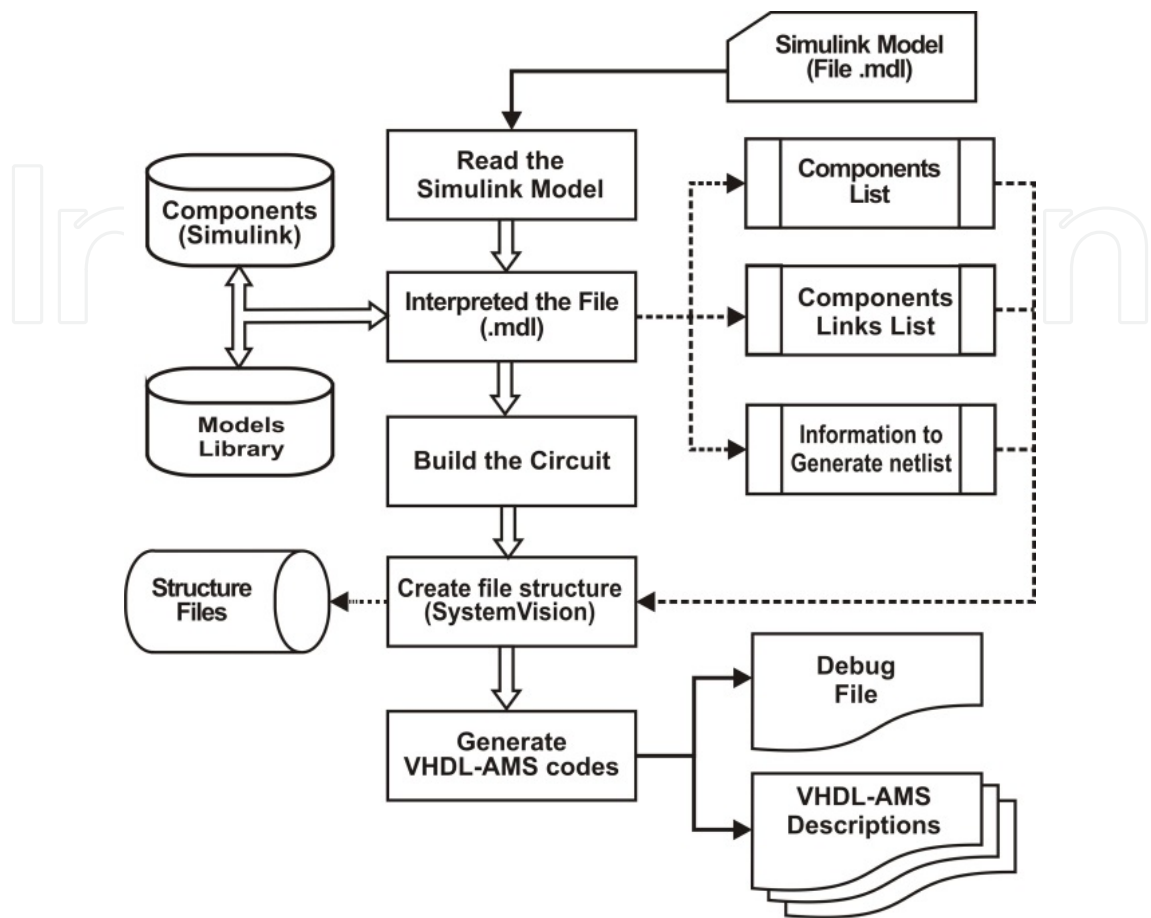 Simulink Model
(File .mdl)
Read the
Simulink Model
Components
(Simulink)
Components
List
Interpreted the File
(.mdl)
Components
Links List
Models
Library
Build the Circuit
Information to
Generate netlist
Structure
Files
Create file structure
(SystemVision)
Debug
File
Generate
VHDL-AMS codes
VHDL-AMS
Descriptions